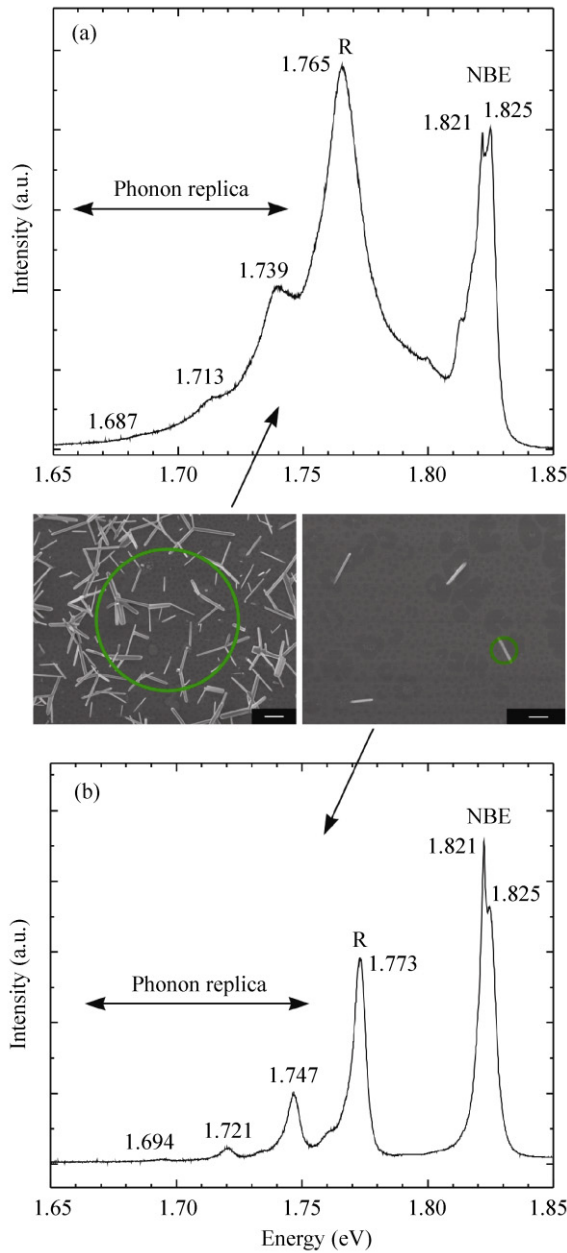 (a)
R
1.765
NBE
1.821
1.825
Phonon replica
1.739
1.713
1.687
Intensity (a.u.)
1.65 1.70 1.75 1.80 1.85
(b)
NBE
1.821
1.825
R
1.773
Phonon replica
1.747
1.721
1.694
Intensity (a.u.)
1.65 1.70 1.75 1.80 1.85
Energy (eV)